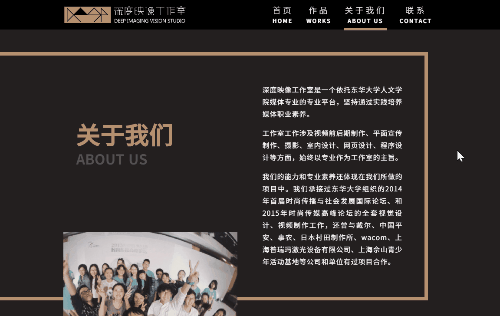 深度映像工作室
DEEP IMAGING VISION STUDIO
首页 作品 关于我们 联系
HOME WORKS ABOUT US CONTACT
关于我们
ABOUT US
深度映像工作室是一个依托东华大学人文学
院媒体专业的专业平台，坚持通过实践培养
媒体职业素养。
工作室工作涉及视频前后期制作、平面宣传
制作、摄影、室内设计、网页设计、程序设
计等方面，始终以专业作为工作室的主旨。
我们的能力和专业素养还体现在我们所做的
项目中。我们承接过东华大学组织的2014
年首届时尚传播与社会发展国际论坛、和
2015年时尚传媒高峰论坛的全套视觉设
计、视频制作工作，还曾与戴尔、中国平
安、事农、日本村田制作所、wacom、上
海普瑞玛激光设备有限公司、上海佘山青少
年活动基地等公司和单位有过项目合作。